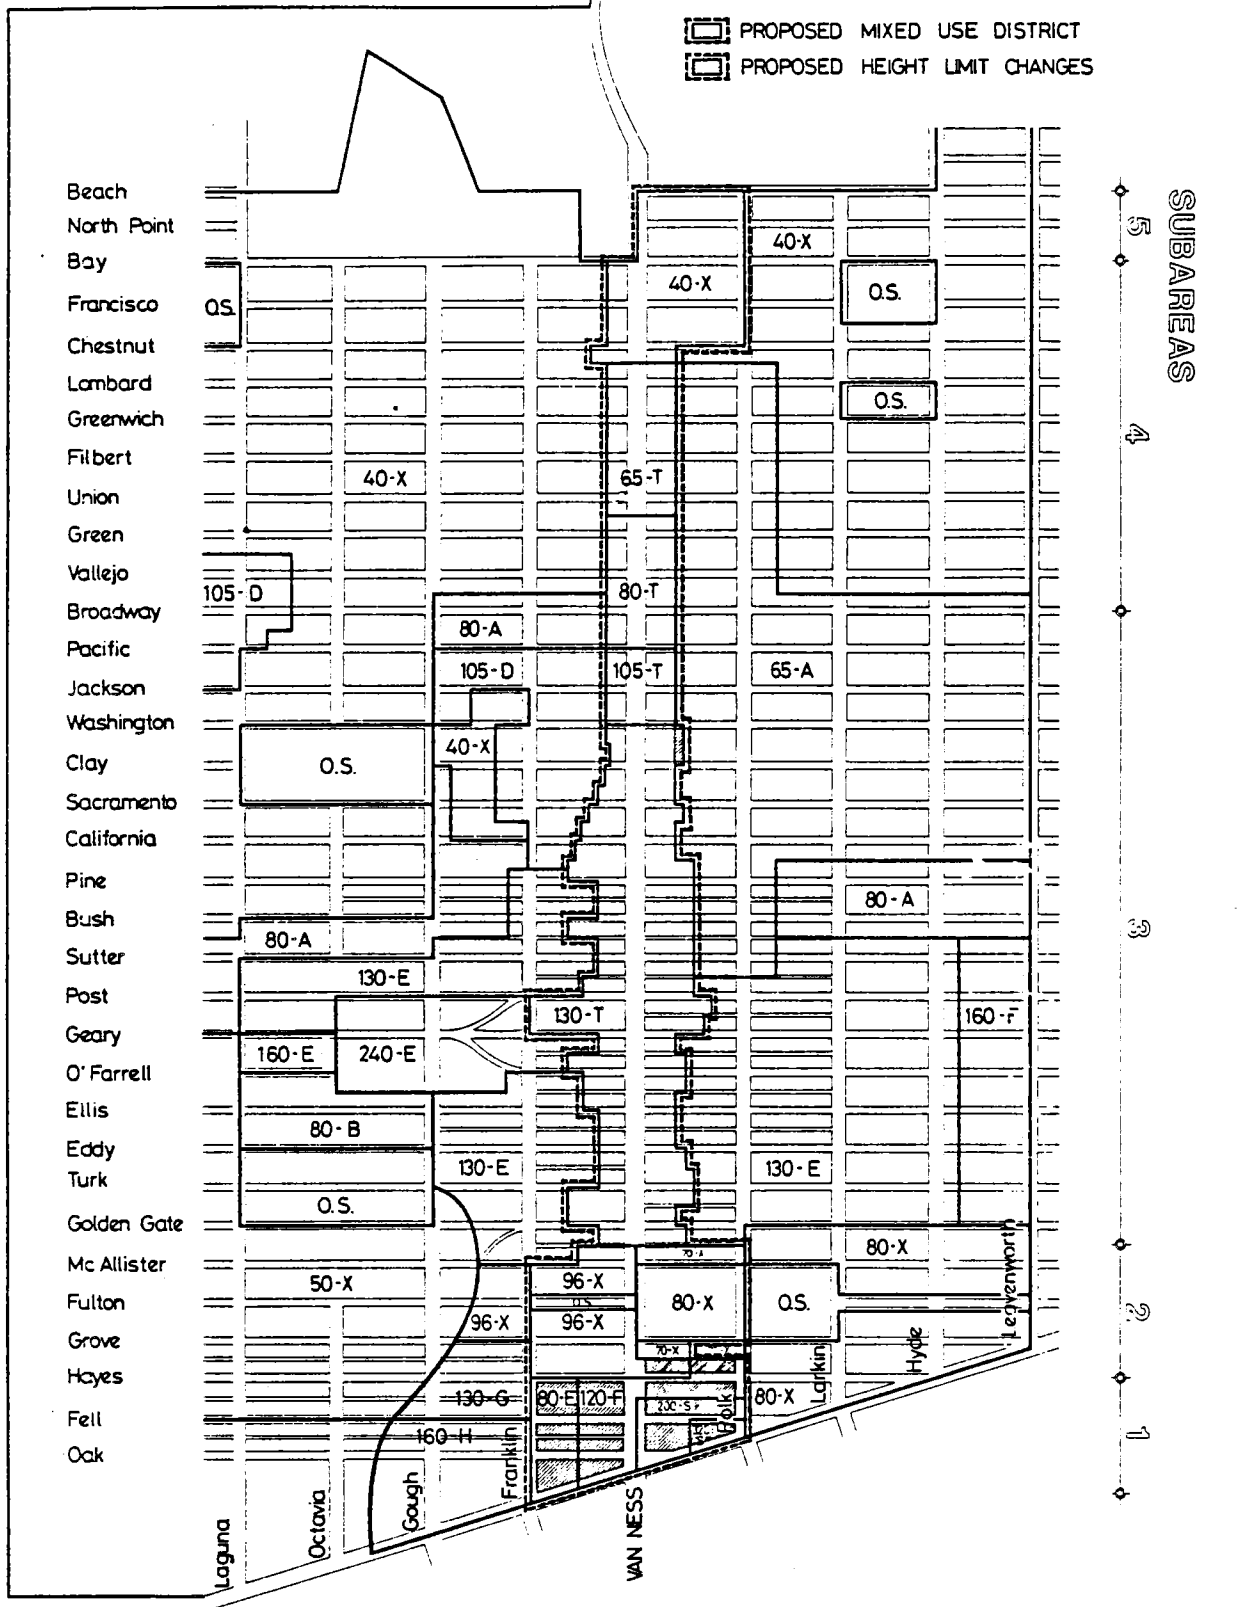 PROPOSED MIXED USE DISTRICT
PROPOSED HEIGHT LIMIT CHANGES
SUBAREAS
5
4
3
2
1
Beach
North Point
Bay
Francisco
Chestnut
Lombard
Greenwich
Filbert
Union
Green
Vallejo
Broadway
Pacific
Jackson
Washington
Clay
Sacramento
California
Pine
Bush
Sutter
Post
Geary
O'Farrell
Ellis
Eddy
Turk
Golden Gate
Mc Allister
Fulton
Grove
Hayes
Fell
Oak
40-X
40-X
O.S.
O.S.
O.S.
40-X
65-T
105-D
80-T
80-A
105-D
105-T
65-A
40-X
O.S.
80-A
80-A
130-E
130-T
160-F
160-E
240-E
80-B
130-E
130-E
O.S.
80-X
70-X
50-X
96-X
O.S.
80-X
O.S.
96-X
96-X
70-X
130-G
80-E
120-F
200-S
80-X
160-H
Laguna
Octavia
Gough
Franklin
VAN NESS
Polk
Larkin
Hyde
Leavenworth